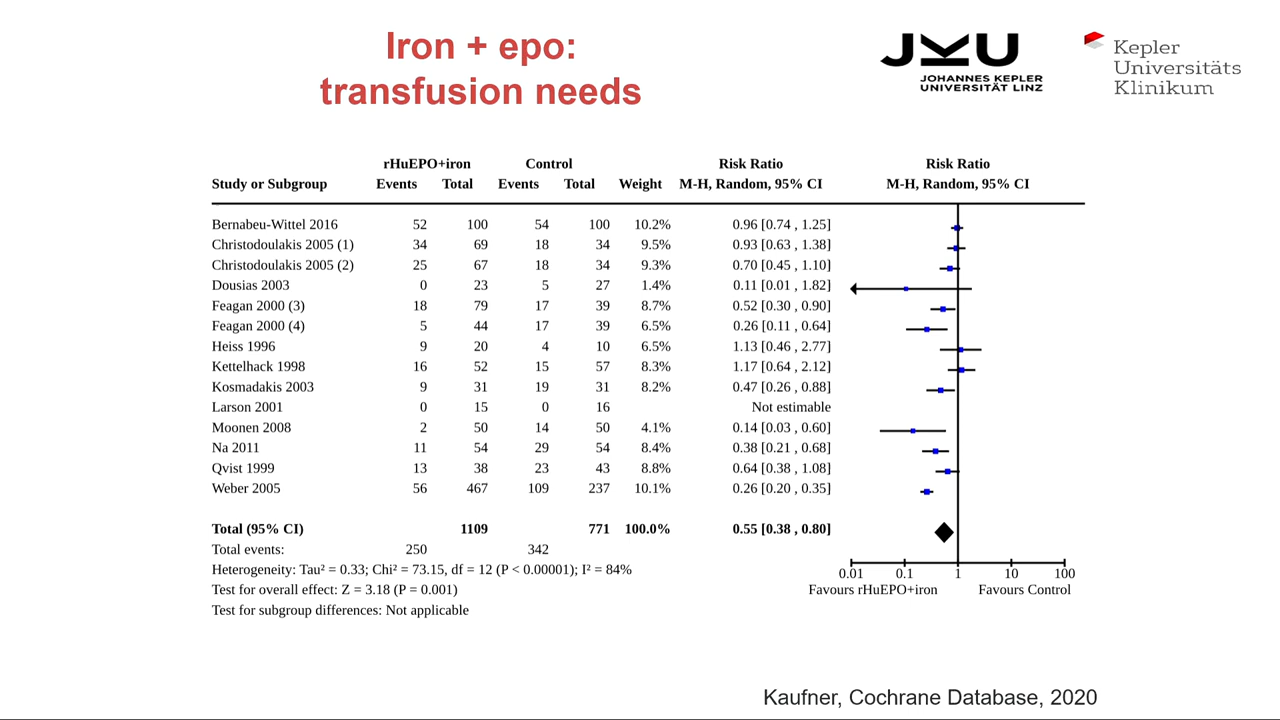 Iron + epo:
transfusion needs
JKU
JOHANNES KEPLER
UNIVERSITÄT LINZ
Kepler
Universitäts
Klinikum
rHuEPO+iron Control Risk Ratio Risk Ratio
Study or Subgroup Events Total Events Total Weight M-H, Random, 95% CI M-H, Random, 95% CI
Bernabeu-Wittel 2016 52 100 54 100 10.2% 0.96 [0.74 , 1.25]
Christodoulakis 2005 (1) 34 69 18 34 9.5% 0.93 [0.63 , 1.38]
Christodoulakis 2005 (2) 25 67 18 34 9.3% 0.70 [0.45 , 1.10]
Dousias 2003 0 23 5 27 1.4% 0.11 [0.01 , 1.82]
Feagan 2000 (3) 18 79 17 39 8.7% 0.52 [0.30 , 0.90]
Feagan 2000 (4) 5 44 17 39 6.5% 0.26 [0.11 , 0.64]
Heiss 1996 9 20 4 10 6.5% 1.13 [0.46 , 2.77]
Kettelhack 1998 16 52 15 57 8.3% 1.17 [0.64 , 2.12]
Kosmadakis 2003 9 31 19 31 8.2% 0.47 [0.26 , 0.88]
Larson 2001 0 15 0 16 Not estimable
Moonen 2008 2 50 14 50 4.1% 0.14 [0.03 , 0.60]
Na 2011 11 54 29 54 8.4% 0.38 [0.21 , 0.68]
Qvist 1999 13 38 23 43 8.8% 0.64 [0.38 , 1.08]
Weber 2005 56 467 109 237 10.1% 0.26 [0.20 , 0.35]
Total (95% CI) 1109 771 100.0% 0.55 [0.38 , 0.80]
Total events: 250 342
Heterogeneity: Tau² = 0.33; Chi² = 73.15, df = 12 (P < 0.00001); I² = 84%
0.01 0.1 1 10 100
Test for overall effect: Z = 3.18 (P = 0.001) Favours rHuEPO+iron Favours Control
Test for subgroup differences: Not applicable
Kaufner, Cochrane Database, 2020